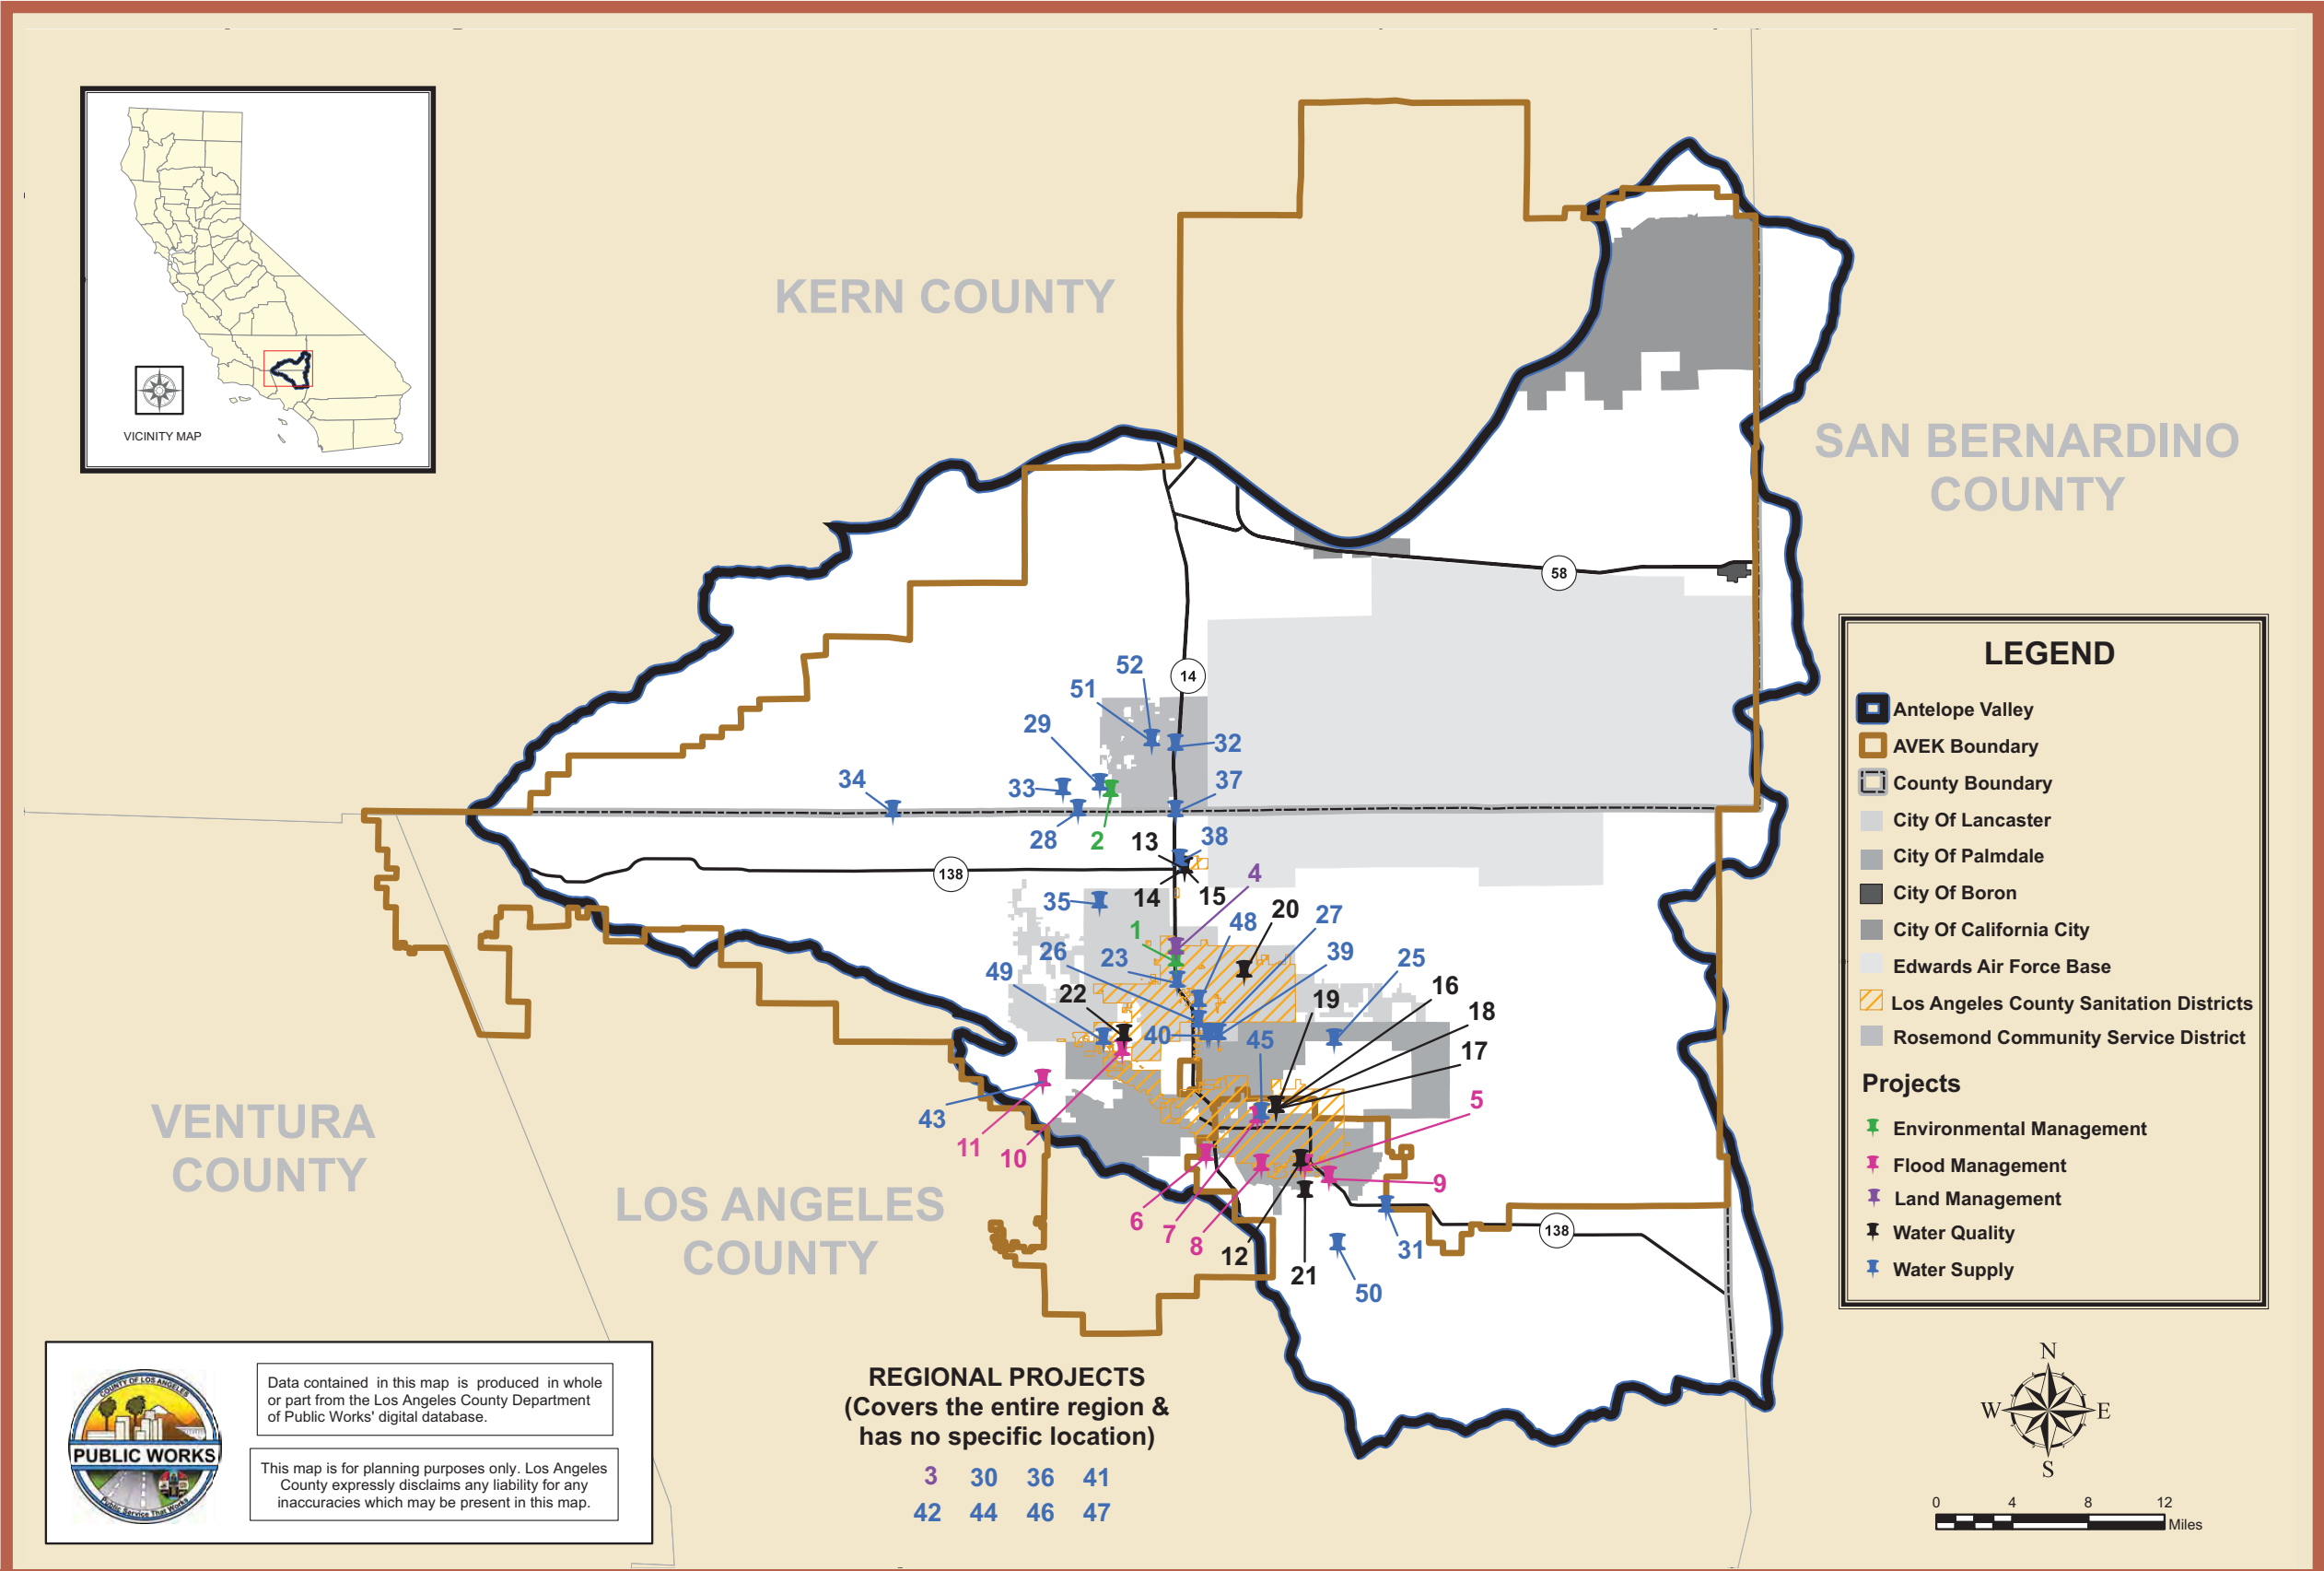 VICINITY MAP
KERN COUNTY
SAN BERNARDINO
COUNTY
VENTURA
COUNTY
LOS ANGELES
COUNTY
58
14
138
138
52
51
29
32
34
33
37
28
2
13
38
14
15
4
35
1
20
48
27
26
23
39
25
49
22
19
16
18
40
45
17
43
5
11
10
9
6
7
8
12
31
21
50
LEGEND
Antelope Valley
AVEK Boundary
County Boundary
City Of Lancaster
City Of Palmdale
City Of Boron
City Of California City
Edwards Air Force Base
Los Angeles County Sanitation Districts
Rosemond Community Service District
Projects
Environmental Management
Flood Management
Land Management
Water Quality
Water Supply
REGIONAL PROJECTS
(Covers the entire region &
has no specific location)
3 30 36 41
42 44 46 47
COUNTY OF LOS ANGELES
PUBLIC WORKS
Public Service That Works
Data contained in this map is produced in whole
or part from the Los Angeles County Department
of Public Works' digital database.
This map is for planning purposes only. Los Angeles
County expressly disclaims any liability for any
inaccuracies which may be present in this map.
N
W E
S
0 4 8 12
Miles